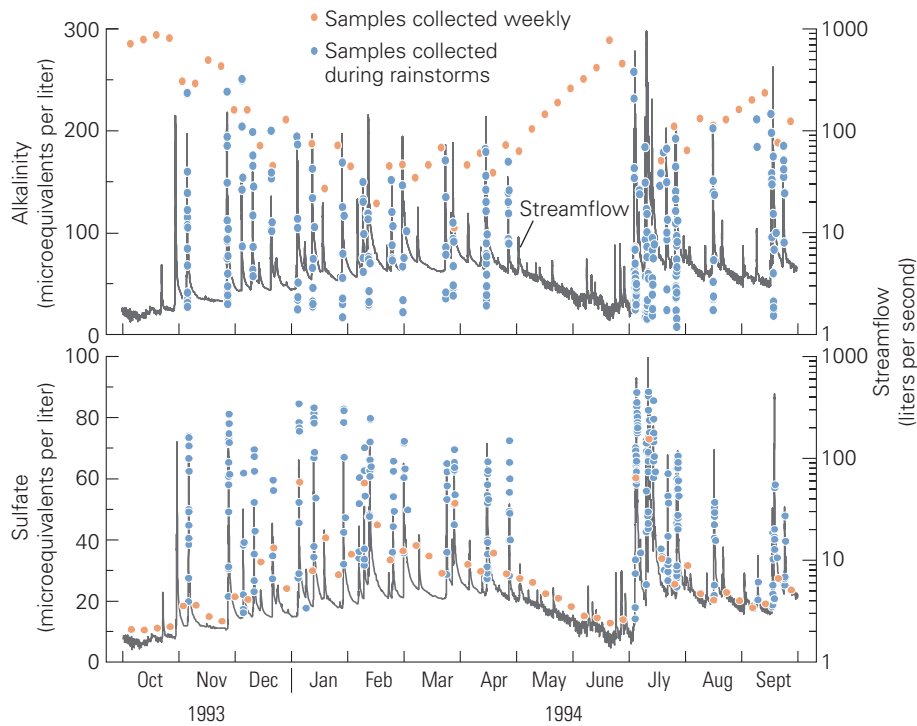 Samples collected weekly
Samples collected
during rainstorms
300
200
100
0
Alkalinity
(microequivalents per liter)
1000
100
10
1
Streamflow
100
80
60
40
20
0
Sulfate
(microequivalents per liter)
1000
100
10
1
Streamflow
(liters per second)
Oct Nov Dec Jan Feb Mar Apr May June Jly Aug Sept
1993 1994